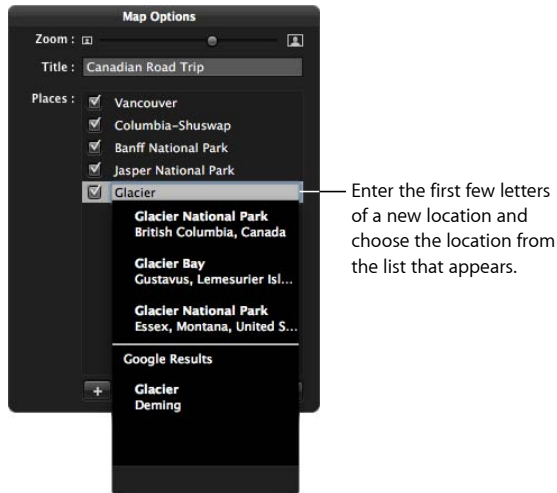 Map Options
Zoom :
Title : Canadian Road Trip
Places :
Vancouver
Columbia–Shuswap
Banff National Park
Jasper National Park
Glacier
Glacier National Park
British Columbia, Canada
Glacier Bay
Gustavus, Lemesurier Isl...
Glacier National Park
Essex, Montana, United S...
Google Results
Glacier
Deming
+
Enter the first few letters
of a new location and
choose the location from
the list that appears.